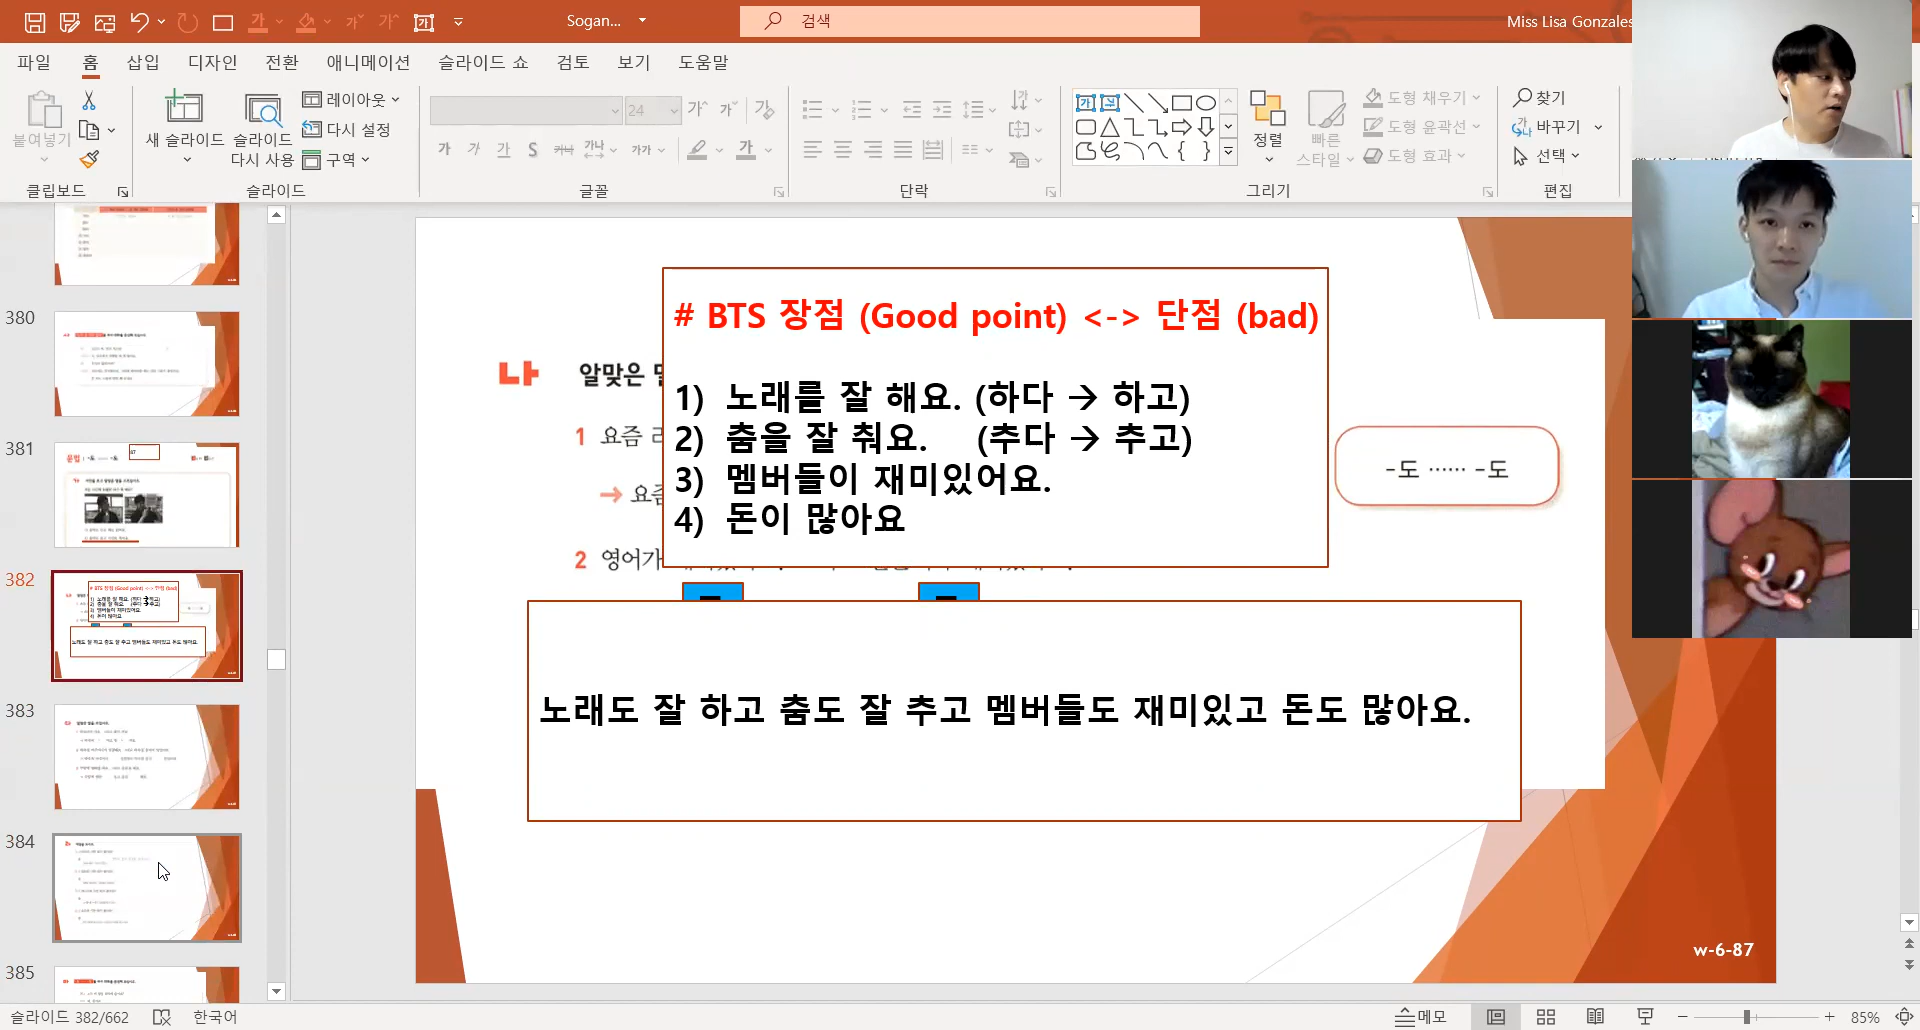 Sogan...
검색
Miss Lisa Gonzales
파일 홈 삽입 디자인 전환 애니메이션 슬라이드 쇼 검토 보기 도움말
붙여넣기
새 슬라이드
슬라이드 다시 사용
레이아웃
다시 설정
구역
24
정렬
빠른 스타일
도형 채우기
도형 윤곽선
도형 효과
찾기
바꾸기
선택
클립보드 슬라이드 글꼴 단락 그리기 편집
380
381
382
383
384
385
# BTS 장점 (Good point) <-> 단점 (bad)
1) 노래를 잘 해요. (하다 → 하고)
2) 춤을 잘 춰요. (추다 → 추고)
3) 멤버들이 재미있어요.
4) 돈이 많아요
나 알맞은
1 요즘
→ 요즘
2 영어가
-도 ······ -도
노래도 잘 하고 춤도 잘 추고 멤버들도 재미있고 돈도 많아요.
w-6-87
슬라이드 382/662 한국어
메모
85%